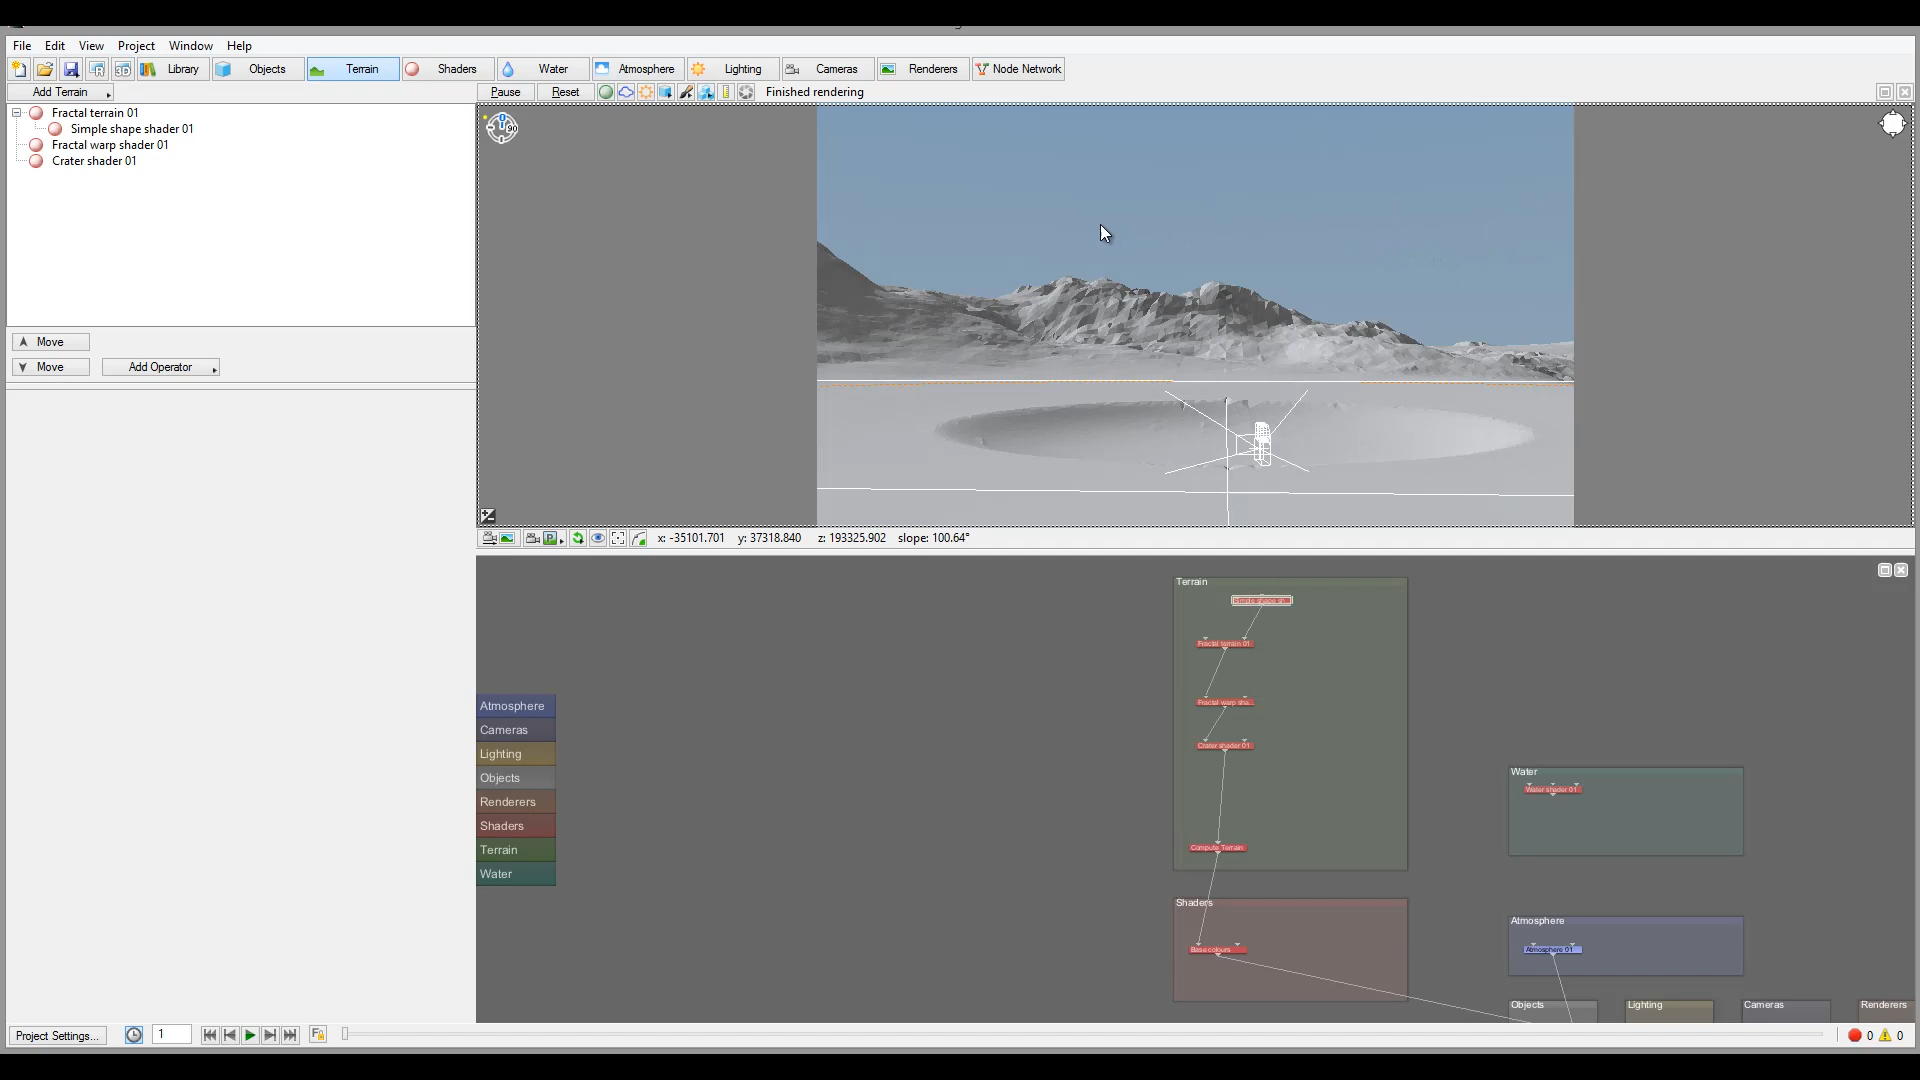 File Edit View Project Window Help
Library Objects Terrain Shaders Water Atmosphere Lighting Cameras Renderers Node Network
Add Terrain Pause Reset Finished rendering
Fractal terrain 01
Simple shape shader 01
Fractal warp shader 01
Crater shader 01
90
Move
Move Add Operator
x: -35101.701 y: 37318.840 z: 193325.902 slope: 100.64°
Terrain
Fractal terrain 01
Fractal warp sha...
Crater shader 01
Compute Terrain
Shaders
Base colours
Water
Water shader 01
Atmosphere
Atmosphere 01
Objects Lighting Cameras Renderers
Atmosphere
Cameras
Lighting
Objects
Renderers
Shaders
Terrain
Water
Project Settings... 1 0 0